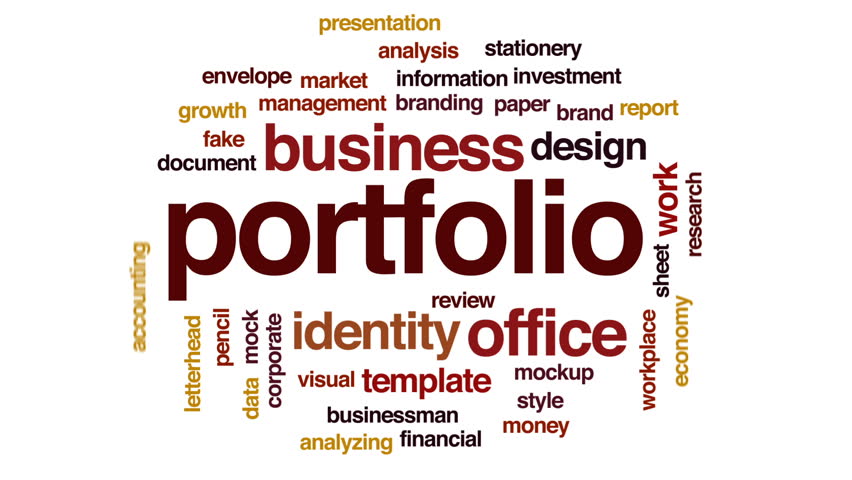 presentation
analysis
stationery
envelope
market
information
investment
growth
management
branding
paper
brand
report
fake
business
design
document
portfolio
work
research
sheet
accounting
review
letterhead
pencil
mock
corporate
data
identity
office
workplace
economy
visual
template
mockup
style
businessman
money
analyzing
financial